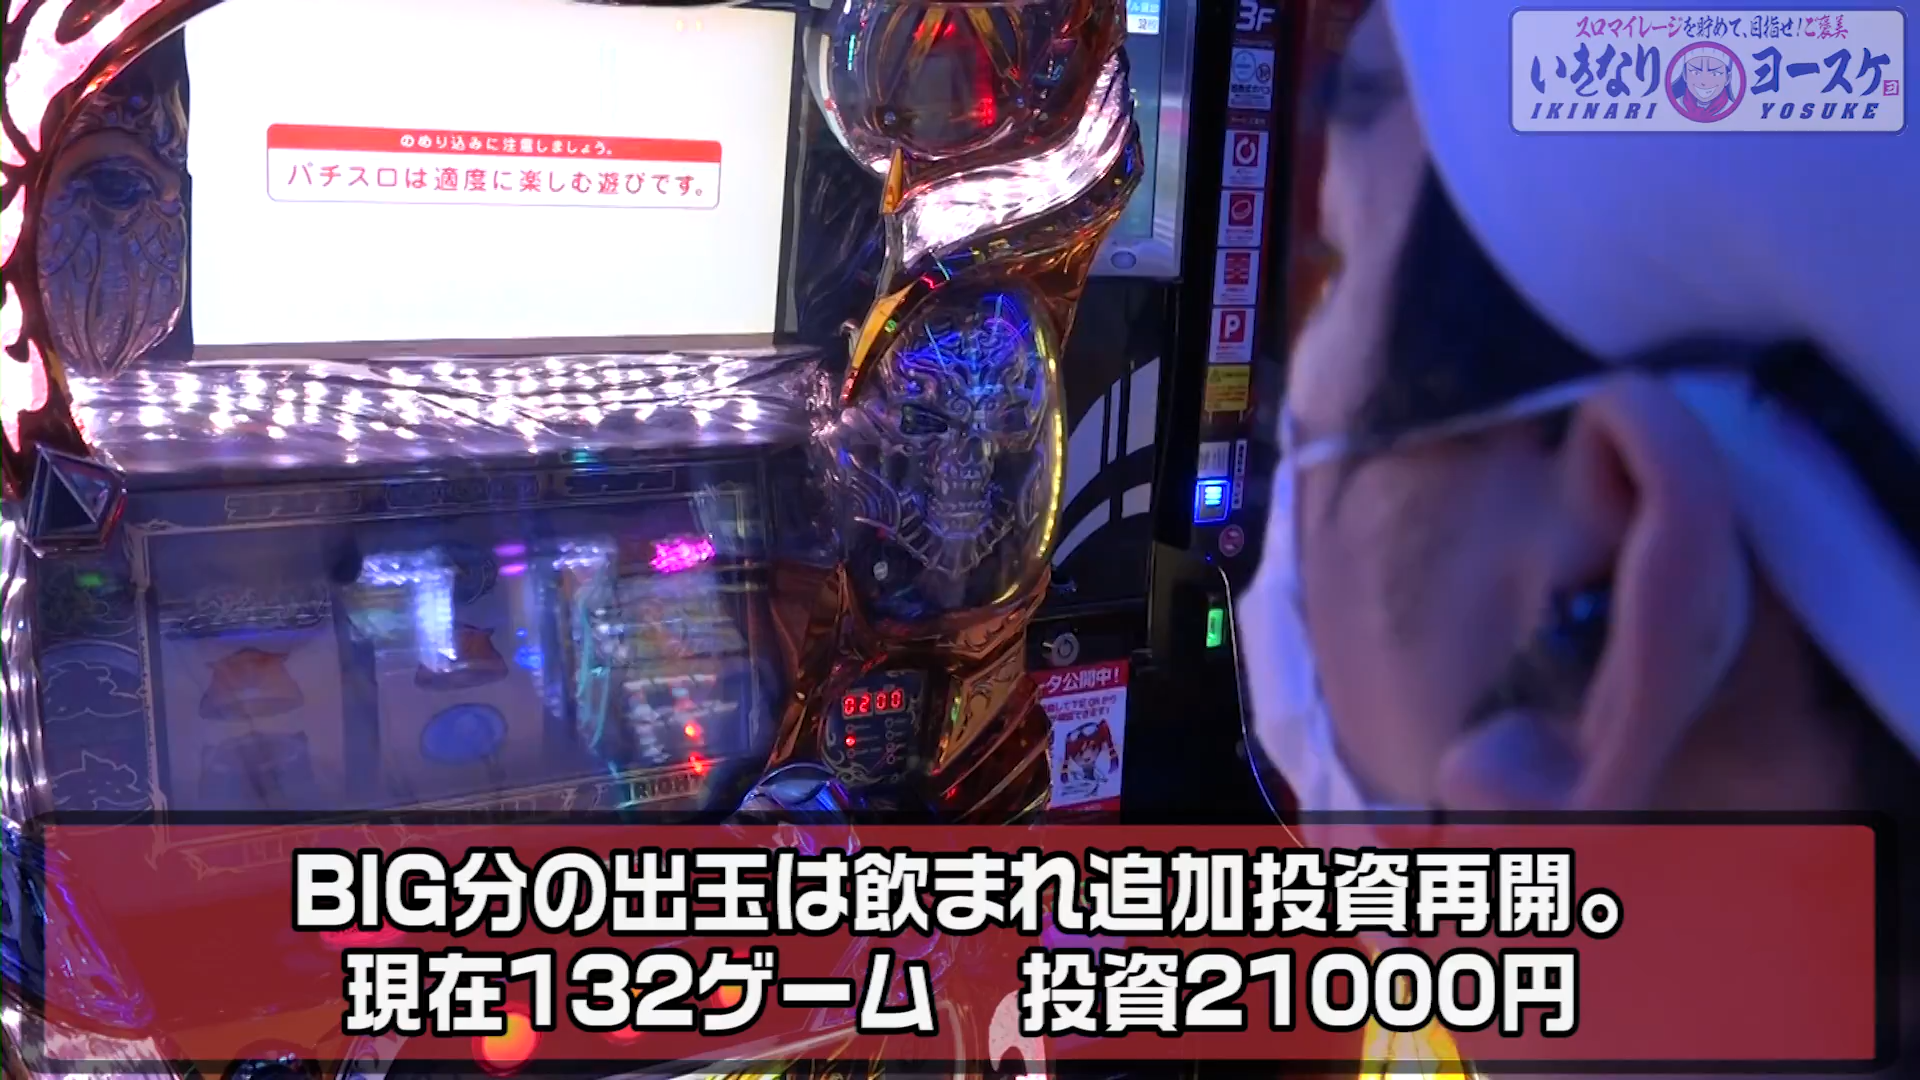 スロマイレージを貯めて、目指せ!ご褒美
いきなり ヨースケ
IKINARI YOSUKE
3F
のめり込みに注意しましょう。
パチスロは適度に楽しむ遊びです。
P
0200
タ公開中!
BIG分の出玉は飲まれ追加投資再開。
現在132ゲーム 投資21000円